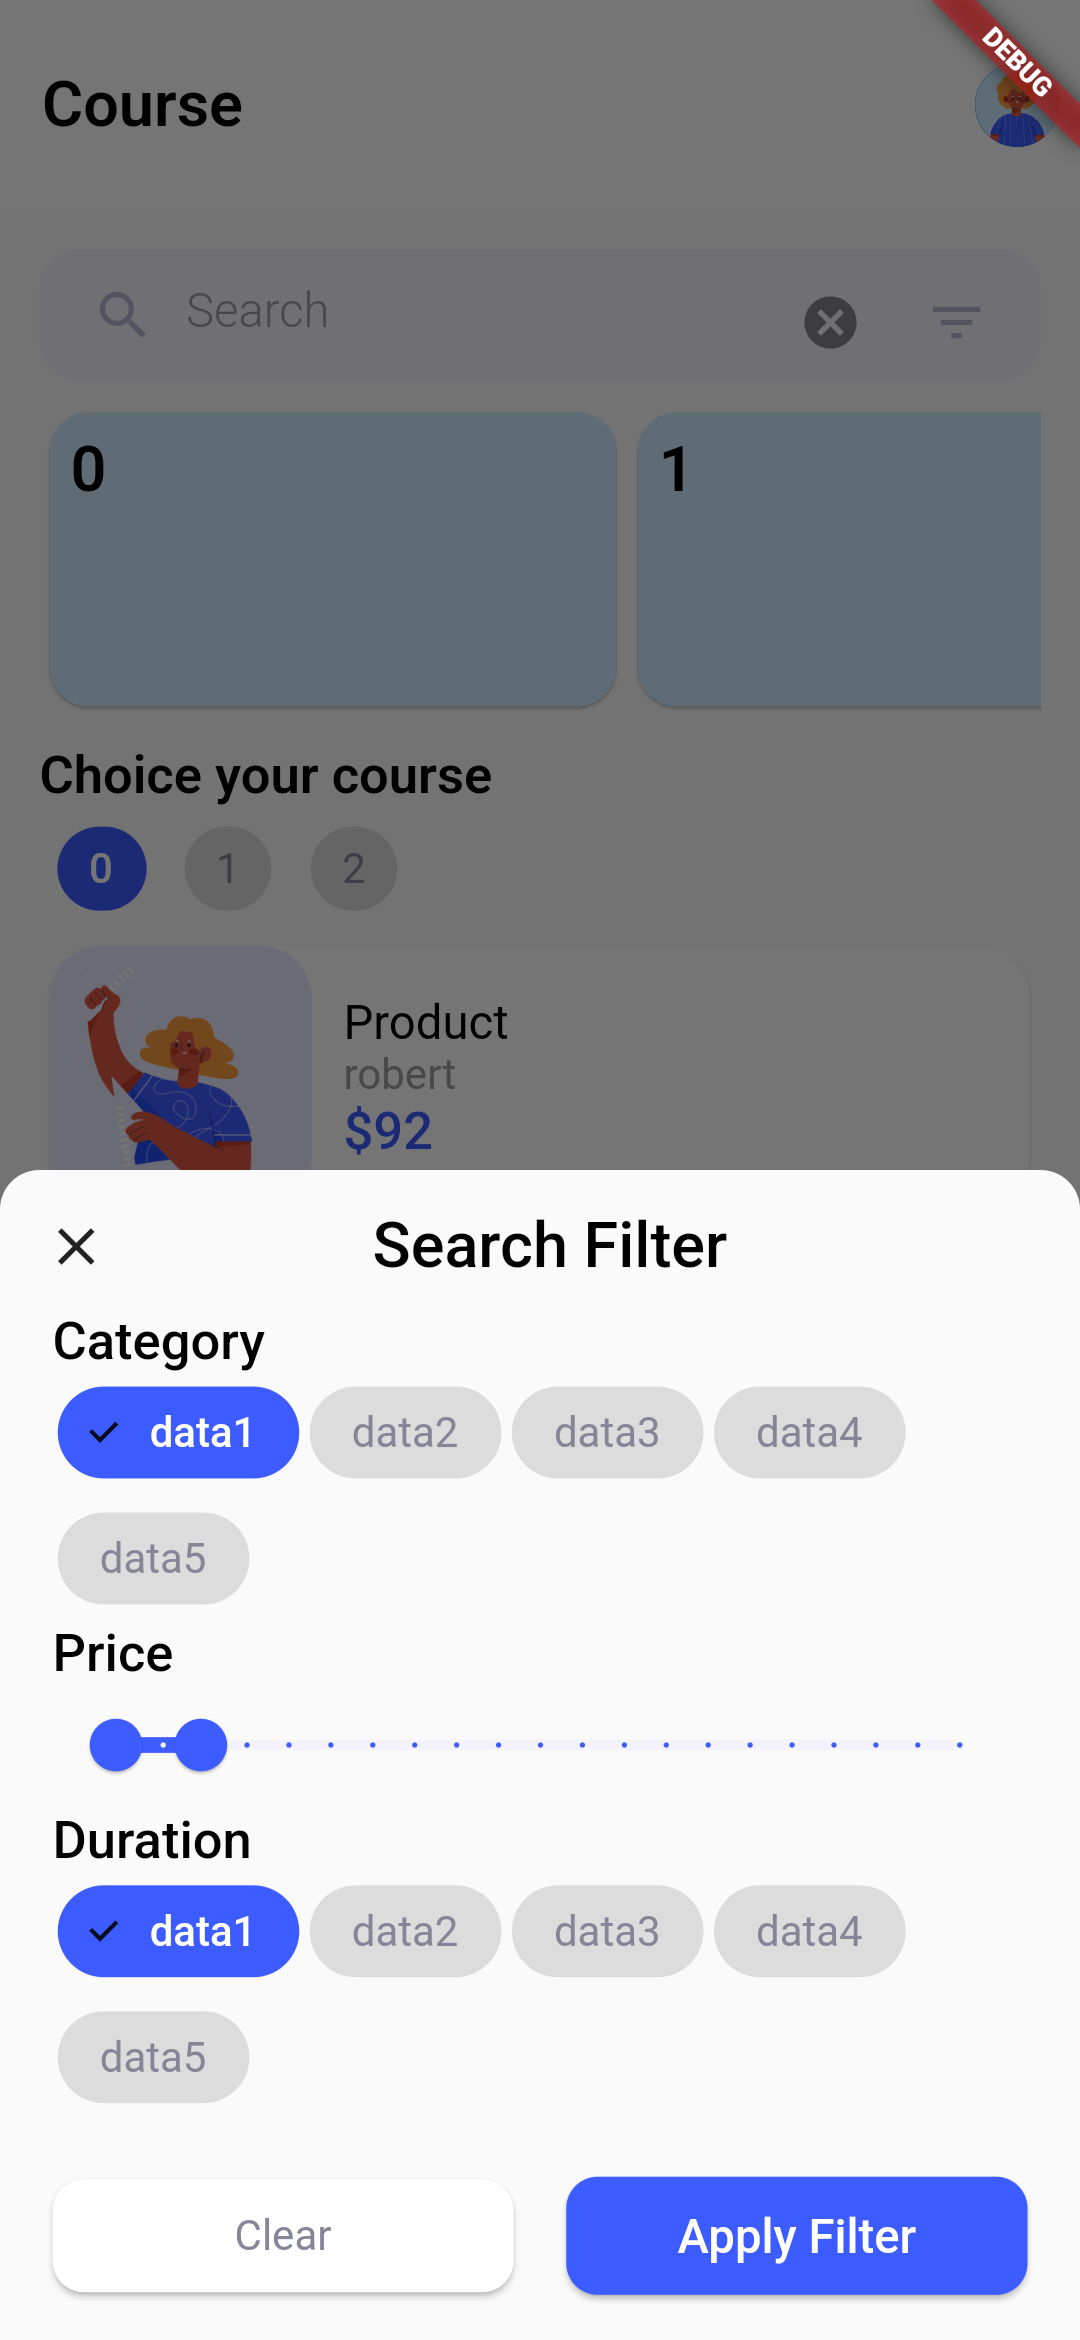 DEBUG
Course
Search
0 1
Choice your course
0 1 2
Product
robert
$92
Search Filter
Category
data1 data2 data3 data4
data5
Price
Duration
data1 data2 data3 data4
data5
Clear Apply Filter